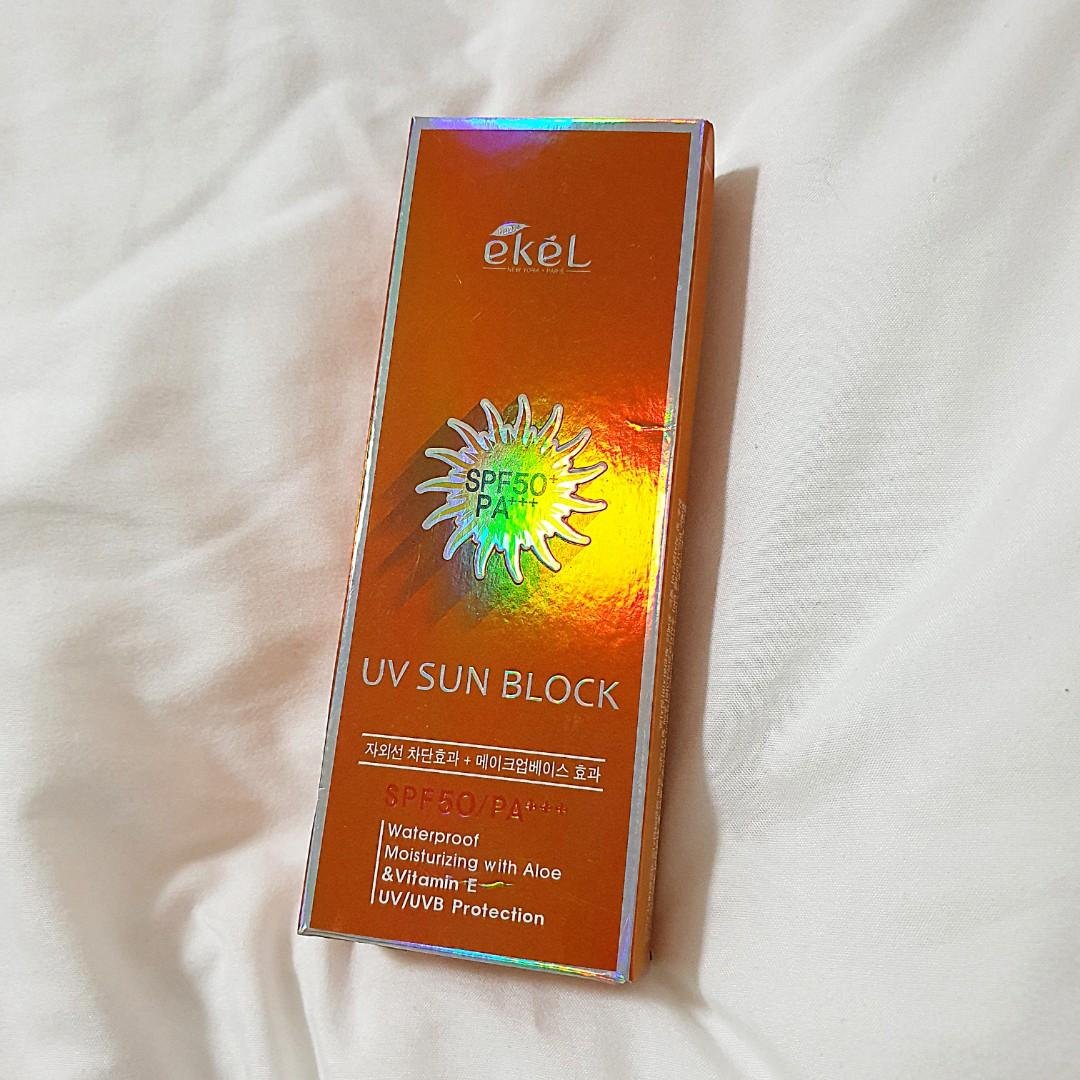 ēkéL
NEW YORK • PARIS
SPF50+
PA+++
UV SUN BLOCK
자외선 차단효과 + 메이크업베이스 효과
SPF50/PA+++
Waterproof
Moisturizing with Aloe
&Vitamin E
UV/UVB Protection